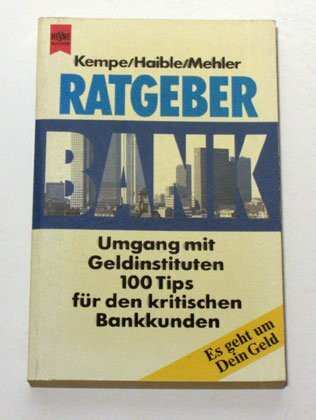 HEYNE
Kempe/Haible/Mehler
RATGEBER
BANK
Umgang mit
Geldinstituten
100 Tips
für den kritischen
Bankkunden
Es geht um
Dein Geld